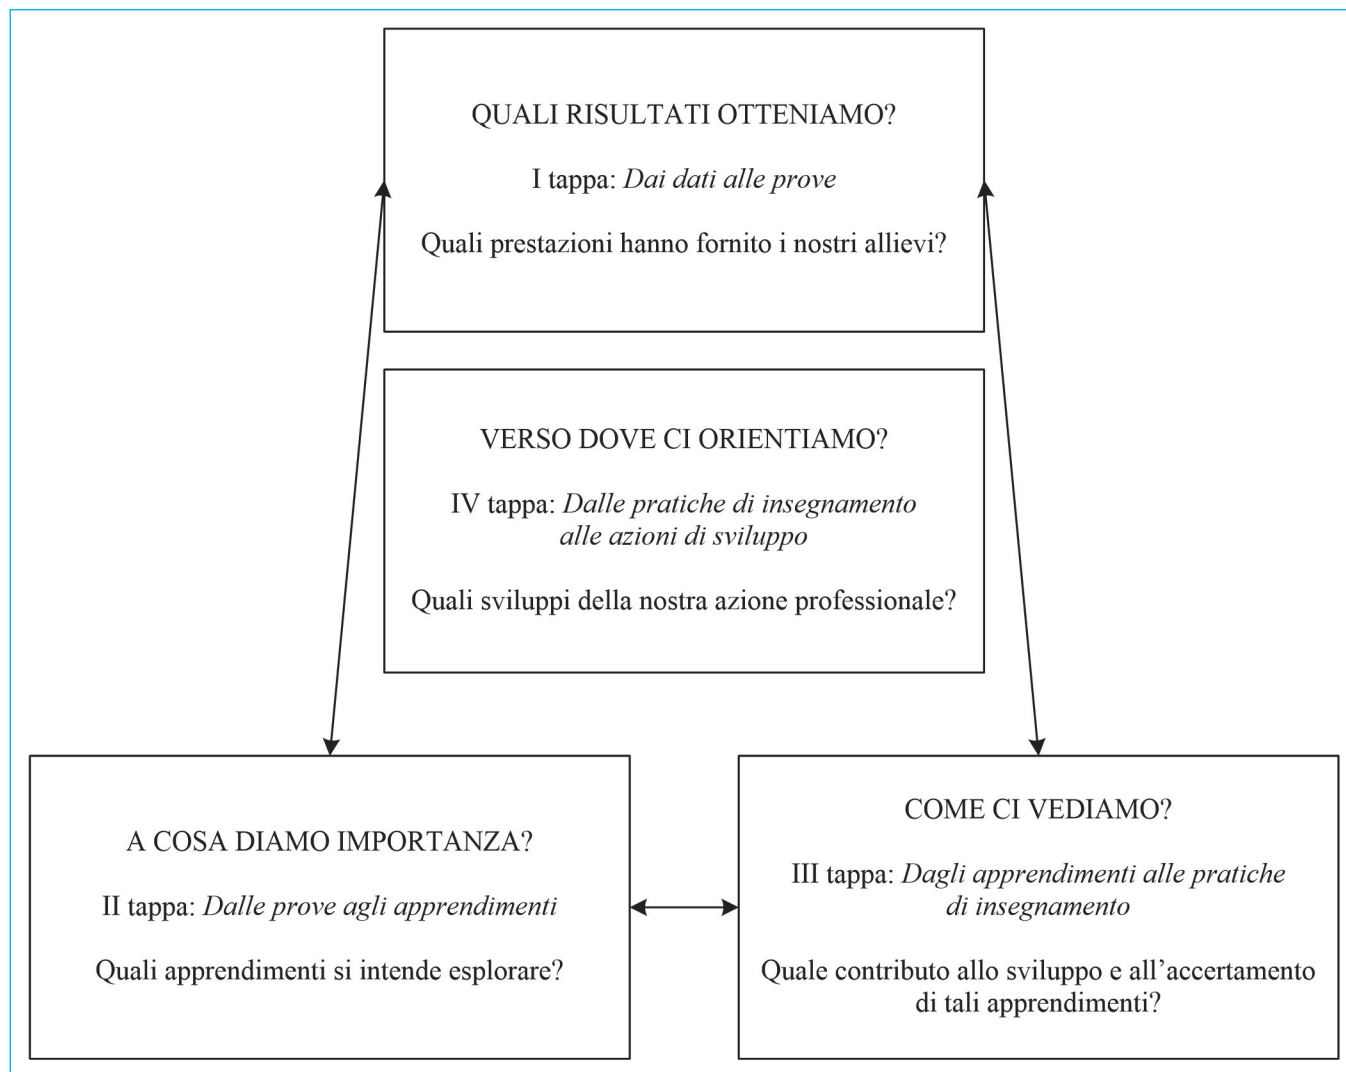 QUALI RISULTATI OTTENIAMO?
I tappa: Dai dati alle prove
Quali prestazioni hanno fornito i nostri allievi?
VERSO DOVE CI ORIENTIAMO?
IV tappa: Dalle pratiche di insegnamento
alle azioni di sviluppo
Quali sviluppi della nostra azione professionale?
A COSA DIAMO IMPORTANZA?
II tappa: Dalle prove agli apprendimenti
Quali apprendimenti si intende esplorare?
COME CI VEDIAMO?
III tappa: Dagli apprendimenti alle pratiche
di insegnamento
Quale contributo allo sviluppo e all’accertamento
di tali apprendimenti?